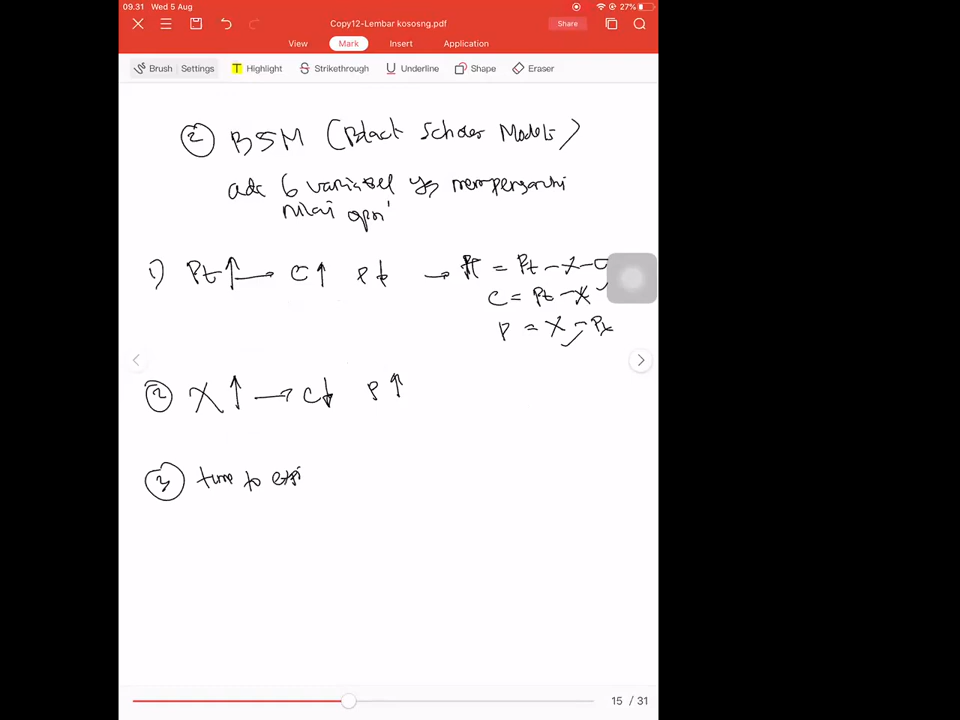 09.31 Wed 5 Aug 27%
Copy12-Lembar kososng.pdf
Share
View Mark Insert Application
Brush Settings T Highlight S Strikethrough U Underline Shape Eraser
② BSM (Black Scholes Models)
ada 6 variabel yg mempengaruhi
nilai opsi
1) Pt ↑ → C ↑ P ↓ → π = Pt - X - C
C = Pt - X
P = X - Pt
② X ↑ → C ↓ P ↑
③ time to expi
15 / 31